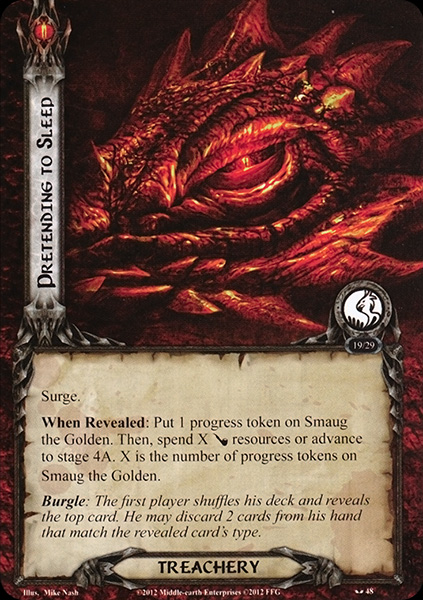 PRETENDING TO SLEEP
19/29
Surge.
When Revealed: Put 1 progress token on Smaug
the Golden. Then, spend X resources or advance
to stage 4A. X is the number of progress tokens on
Smaug the Golden.
Burgle: The first player shuffles his deck and reveals
the top card. He may discard 2 cards from his hand
that match the revealed card's type.
TREACHERY
Illus. Mike Nash
©2012 Middle-earth Enterprises ©2012 FFG
48